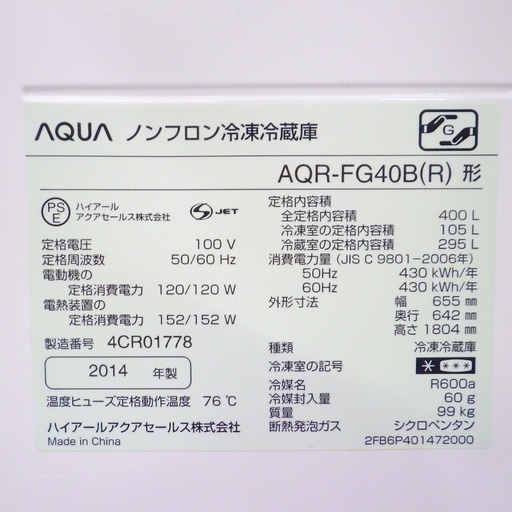 AQUA ノンフロン冷凍冷蔵庫
G
AQR-FG40B(R) 形
PS E
ハイアール
アクアセールス株式会社
S JET
定格電圧 100 V
定格周波数 50/60 Hz
電動機の
定格消費電力 120/120 W
電熱装置の
定格消費電力 152/152 W
製造番号 4CR01778
2014 年製
温度ヒューズ定格動作温度 76℃
ハイアールアクアセールス株式会社
Made in China
定格内容積
全定格内容積 400 L
冷凍室の定格内容積 105 L
冷蔵室の定格内容積 295 L
消費電力量 (JIS C 9801-2006年)
50Hz 430 kWh/年
60Hz 430 kWh/年
外形寸法 幅 655 mm
奥行 642 mm
高さ 1804 mm
種類 冷凍冷蔵庫
冷凍室の記号 * ***
冷媒名 R600a
冷媒封入量 60 g
質量 99 kg
断熱発泡ガス シクロペンタン
2FB6P401472000